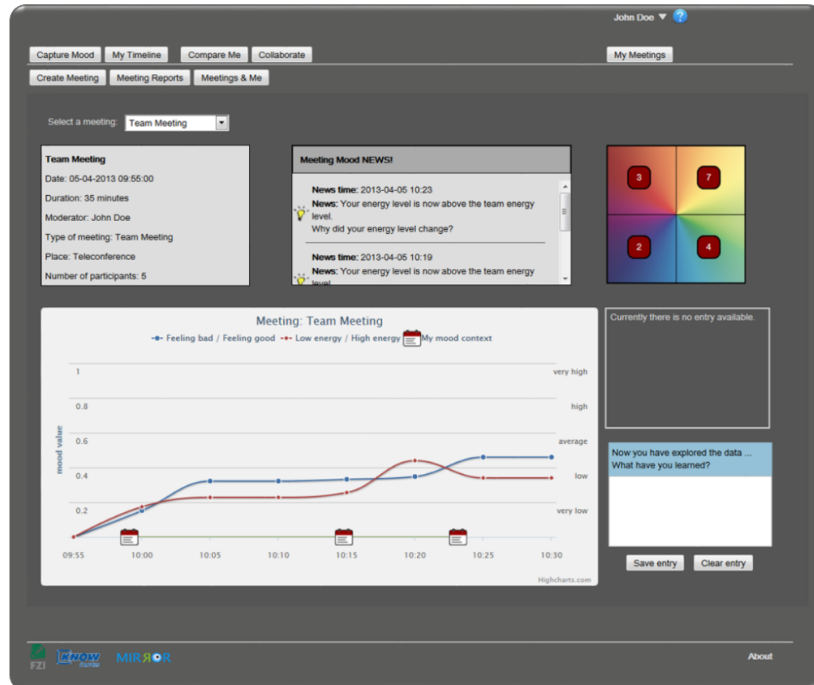 John Doe
?
Capture Mood My Timeline Compare Me Collaborate My Meetings
Create Meeting Meeting Reports Meetings & Me
Select a meeting: Team Meeting
Team Meeting
Date: 05-04-2013 09:55:00
Duration: 35 minutes
Moderator: John Doe
Type of meeting: Team Meeting
Place: Teleconference
Number of participants: 5
Meeting Mood NEWS!
News time: 2013-04-05 10:23
News: Your energy level is now above the team energy
level.
Why did your energy level change?
News time: 2013-04-05 10:19
News: Your energy level is now above the team energy
level.
3 7
2 4
Meeting: Team Meeting
Feeling bad / Feeling good Low energy / High energy My mood context
1 very high
0.8 high
0.6 average
0.4 low
0.2 very low
mood value
09:55 10:00 10:05 10:10 10:15 10:20 10:25 10:30
Highcharts.com
Currently there is no entry available.
Now you have explored the data ...
What have you learned?
Save entry Clear entry
FZI KNOW MIRROR About